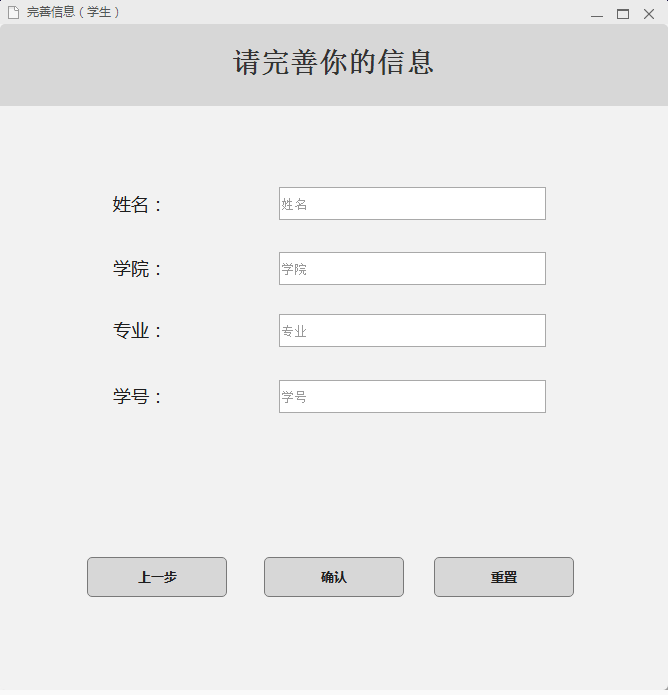 完善信息（学生）
请完善你的信息
姓名： 姓名
学院： 学院
专业： 专业
学号： 学号
上一步 确认 重置